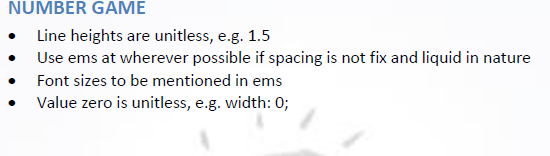 NUMBER GAME
• Line heights are unitless, e.g. 1.5
• Use ems at wherever possible if spacing is not fix and liquid in nature
• Font sizes to be mentioned in ems
• Value zero is unitless, e.g. width: 0;